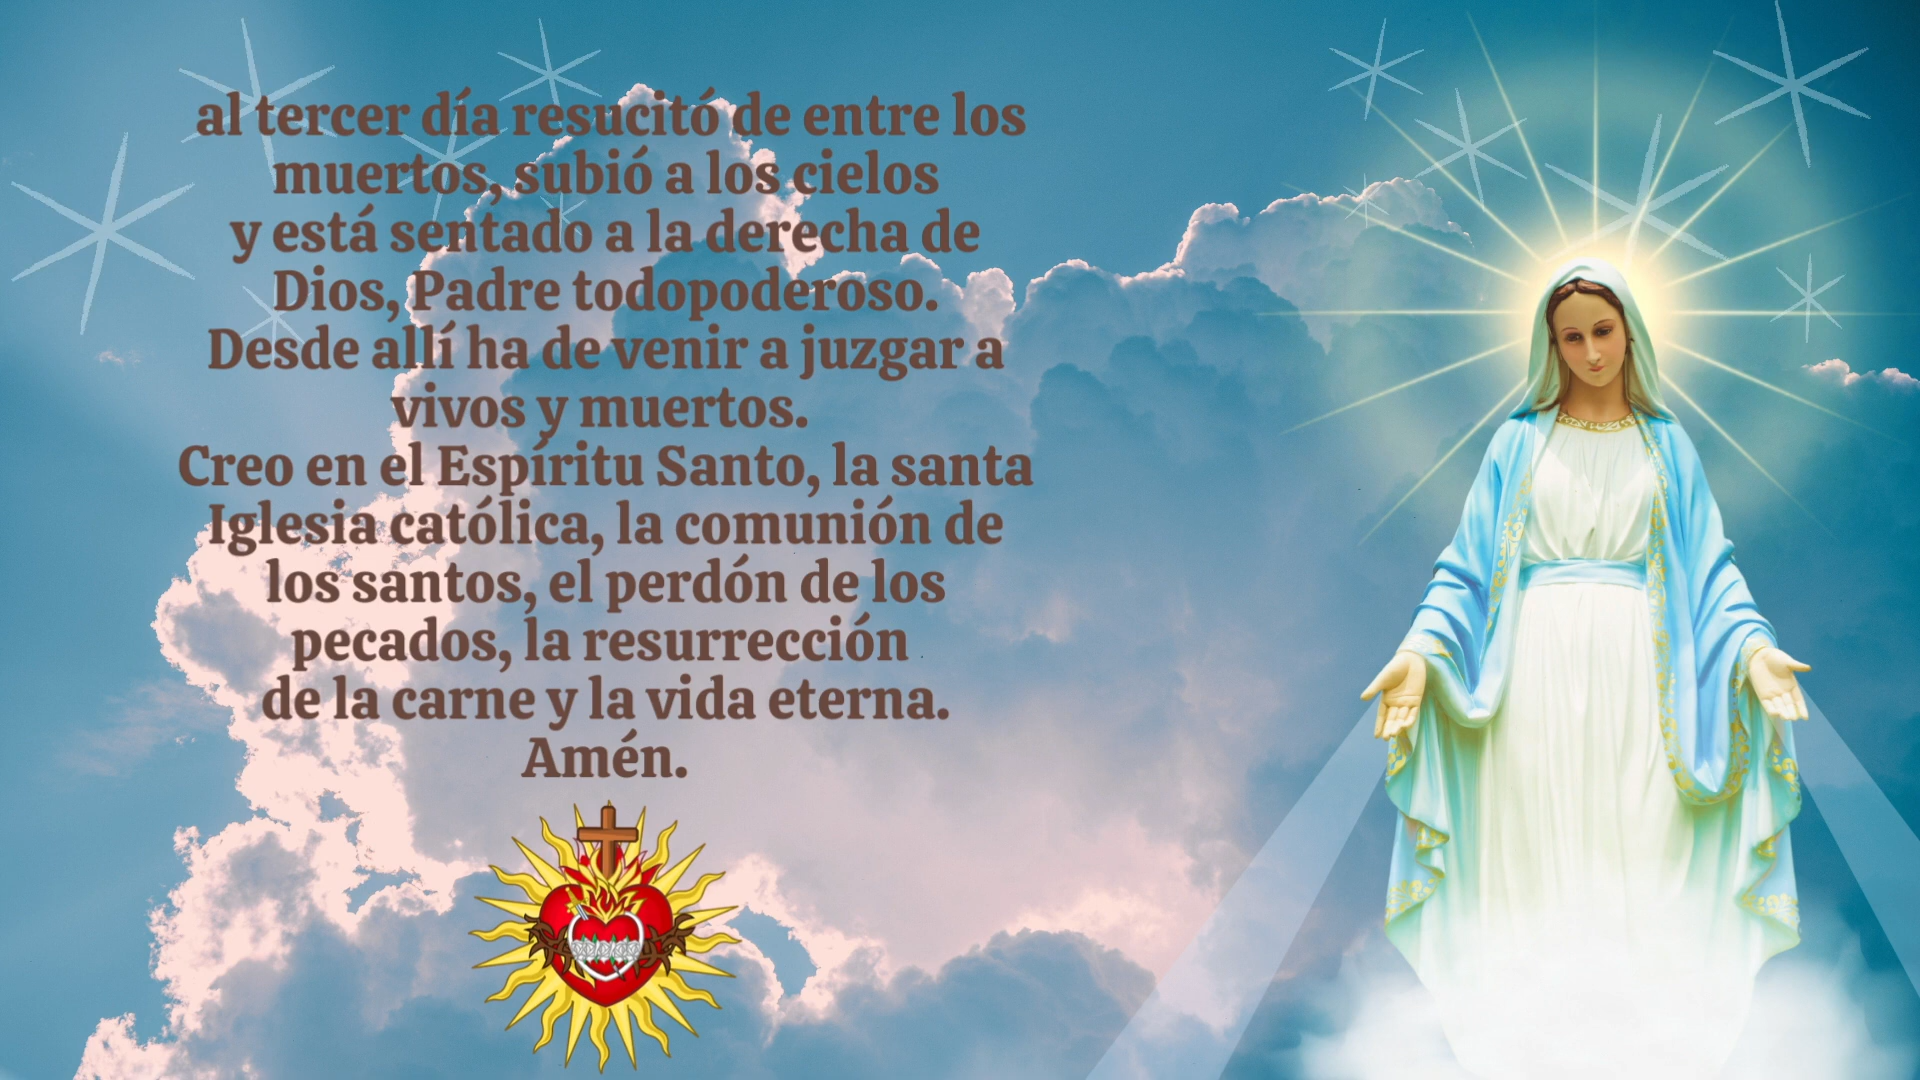 al tercer día resucitó de entre los
muertos, subió a los cielos
y está sentado a la derecha de
Dios, Padre todopoderoso.
Desde allí ha de venir a juzgar a
vivos y muertos.
Creo en el Espíritu Santo, la santa
Iglesia católica, la comunión de
los santos, el perdón de los
pecados, la resurrección
de la carne y la vida eterna.
Amén.